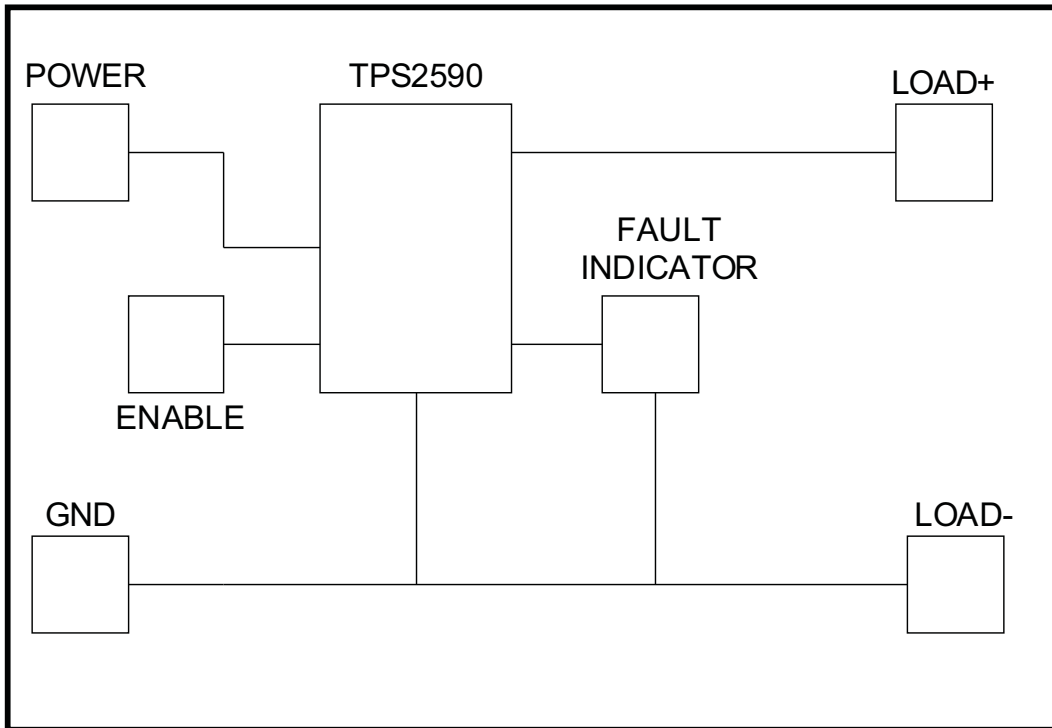 POWER
TPS2590
LOAD+
FAULT
INDICATOR
ENABLE
GND
LOAD-